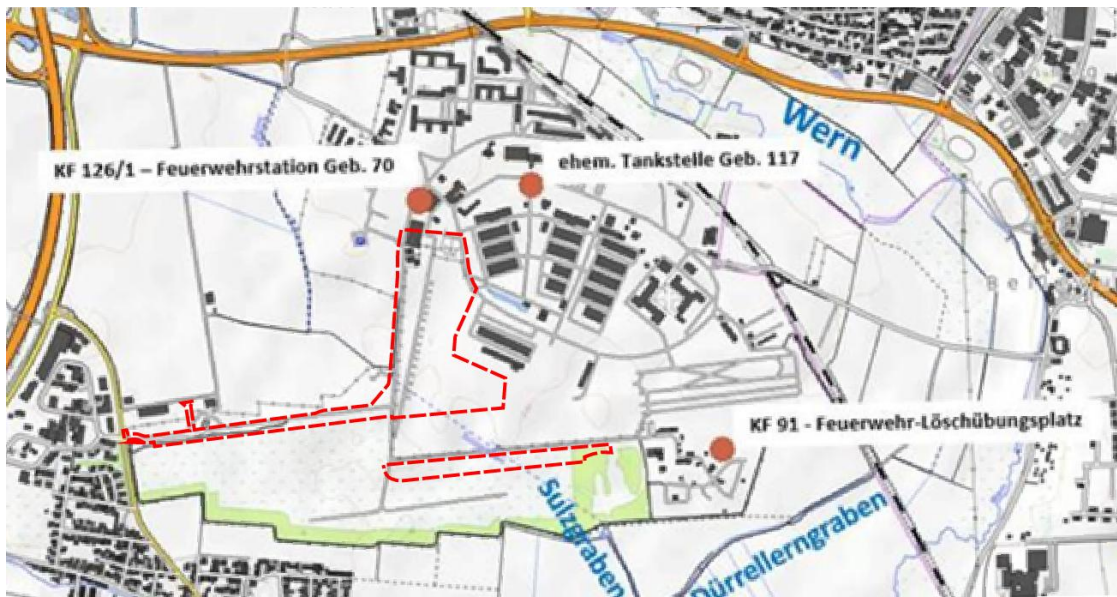 Wern
KF 126/1 – Feuerwehrstation Geb. 70
ehem. Tankstelle Geb. 117
KF 91 - Feuerwehr-Löschübungsplatz
Sulzgraben
Dürrellerngraben